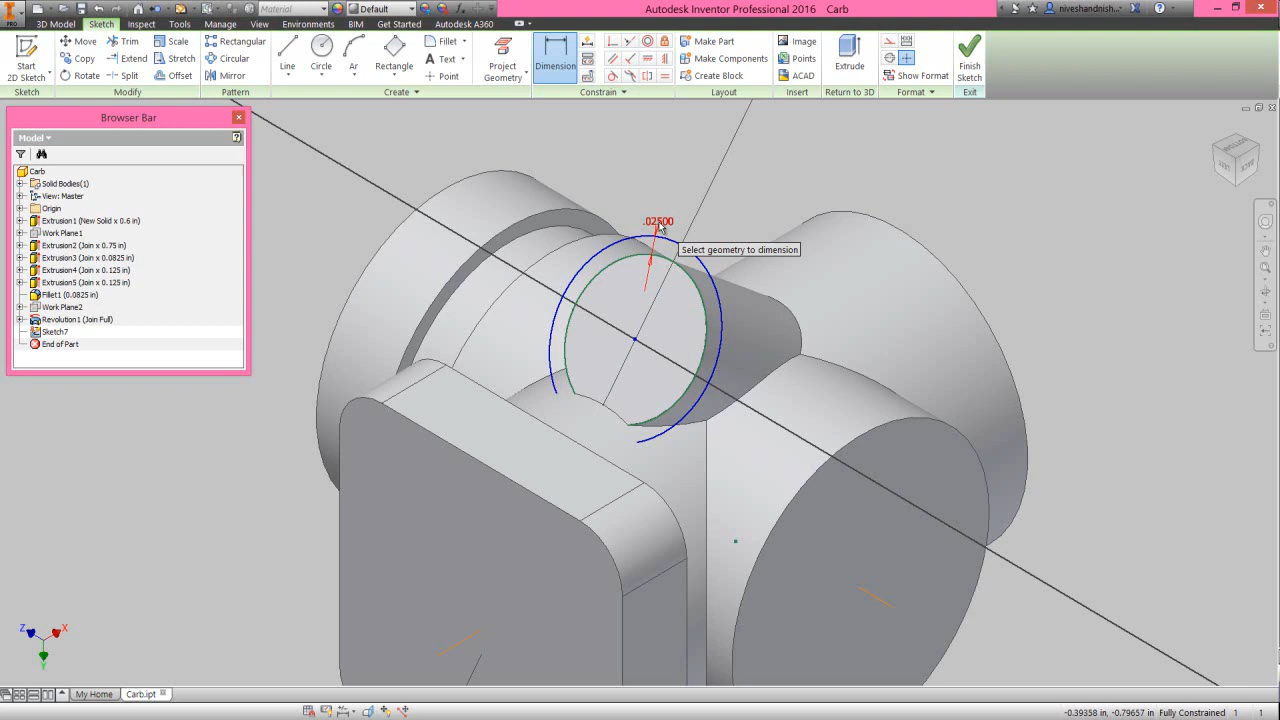 Material
Default
Autodesk Inventor Professional 2016 Carb
niveshandnish...
PRO
3D Model Sketch Inspect Tools Manage View Environments BIM Get Started Autodesk A360
Start 2D Sketch
Move Trim Scale
Copy Extend Stretch
Rotate Split Offset
Rectangular
Circular
Mirror
Line Circle Arc Rectangle
Fillet
Text
Point
Project Geometry
Dimension
Make Part
Make Components
Create Block
Image
Points
ACAD
Extrude
Show Format
Finish Sketch
Sketch Modify Pattern Create Constrain Layout Insert Return to 3D Format Exit
Browser Bar
Model
Carb
Solid Bodies(1)
View: Master
Origin
Extrusion1 (New Solid x 0.6 in)
Work Plane1
Extrusion2 (Join x 0.75 in)
Extrusion3 (Join x 0.0825 in)
Extrusion4 (Join x 0.125 in)
Extrusion5 (Join x 0.125 in)
Fillet1 (0.0825 in)
Work Plane2
Revolution1 (Join Full)
Sketch7
End of Part
.02500
Select geometry to dimension
Z X
Y
My Home Carb.ipt
-0.39358 in, -0.79657 in Fully Constrained 1 1